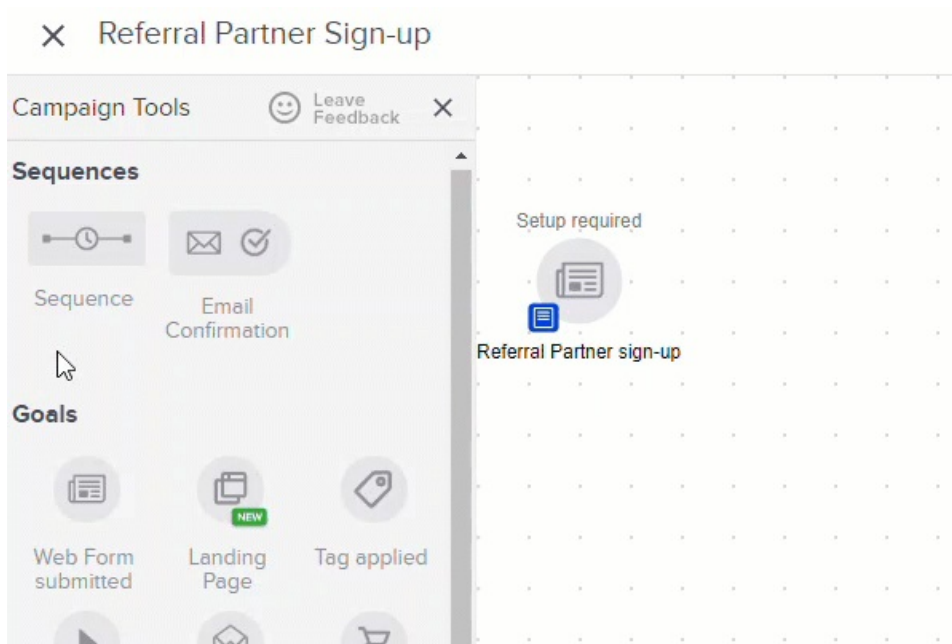 Referral Partner Sign-up
Campaign Tools
Leave
Feedback
Sequences
Setup required
Sequence
Email
Confirmation
Referral Partner sign-up
Goals
NEW
Web Form
submitted
Landing
Page
Tag applied